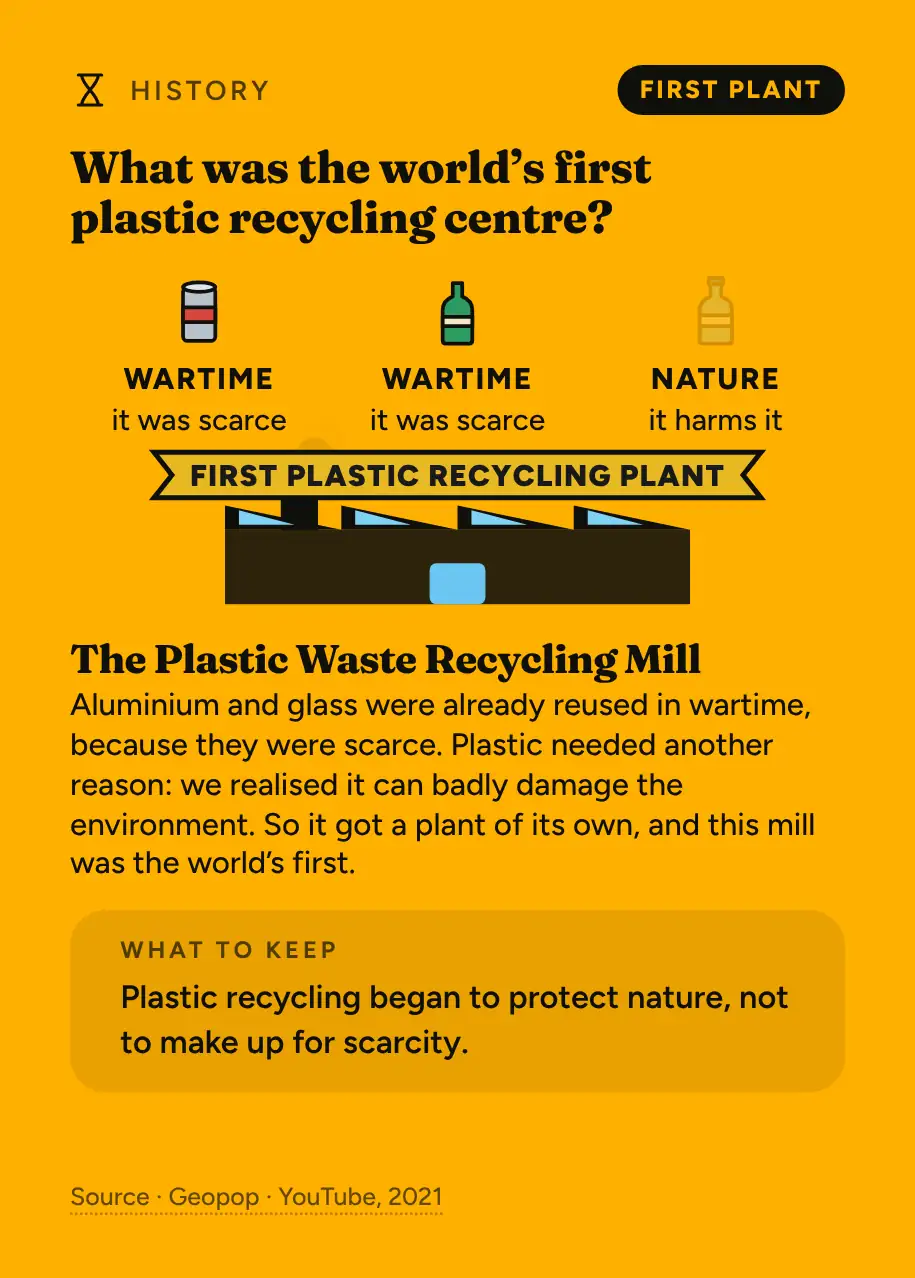 HISTORY
FIRST PLANT
What was the world’s first
plastic recycling centre?
WARTIME
it was scarce
WARTIME
it was scarce
NATURE
it harms it
FIRST PLASTIC RECYCLING PLANT
The Plastic Waste Recycling Mill
Aluminium and glass were already reused in wartime,
because they were scarce. Plastic needed another
reason: we realised it can badly damage the
environment. So it got a plant of its own, and this mill
was the world’s first.
WHAT TO KEEP
Plastic recycling began to protect nature, not
to make up for scarcity.
Source · Geopop · YouTube, 2021